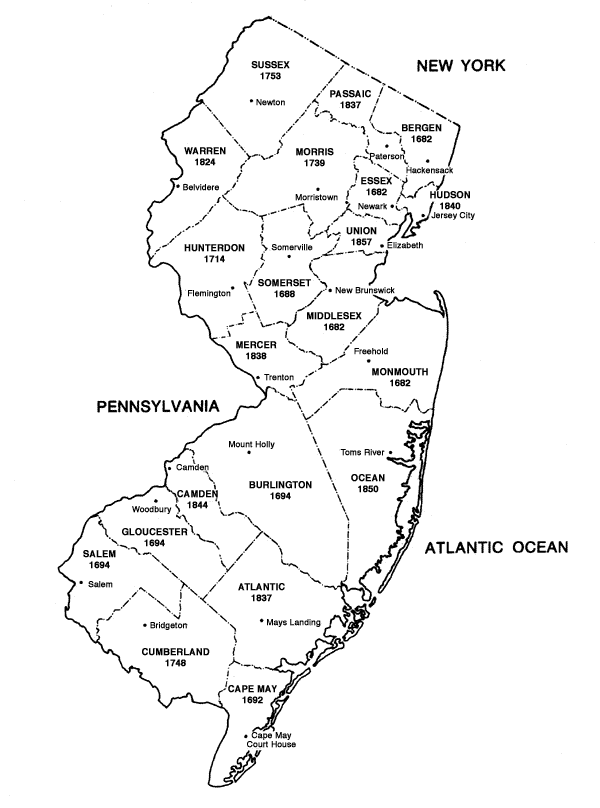 NEW YORK
SUSSEX
1753
Newton
PASSAIC
1837
BERGEN
1682
Paterson
Hackensack
WARREN
1824
Belvidere
MORRIS
1739
Morristown
ESSEX
1682
Newark
HUDSON
1840
Jersey City
UNION
1857
Elizabeth
HUNTERDON
1714
Flemington
Somerville
SOMERSET
1688
New Brunswick
MIDDLESEX
1682
MERCER
1838
Trenton
Freehold
MONMOUTH
1682
PENNSYLVANIA
Mount Holly
BURLINGTON
1694
Toms River
OCEAN
1850
Camden
CAMDEN
1844
Woodbury
GLOUCESTER
1694
ATLANTIC OCEAN
SALEM
1694
Salem
ATLANTIC
1837
Mays Landing
Bridgeton
CUMBERLAND
1748
CAPE MAY
1692
Cape May
Court House